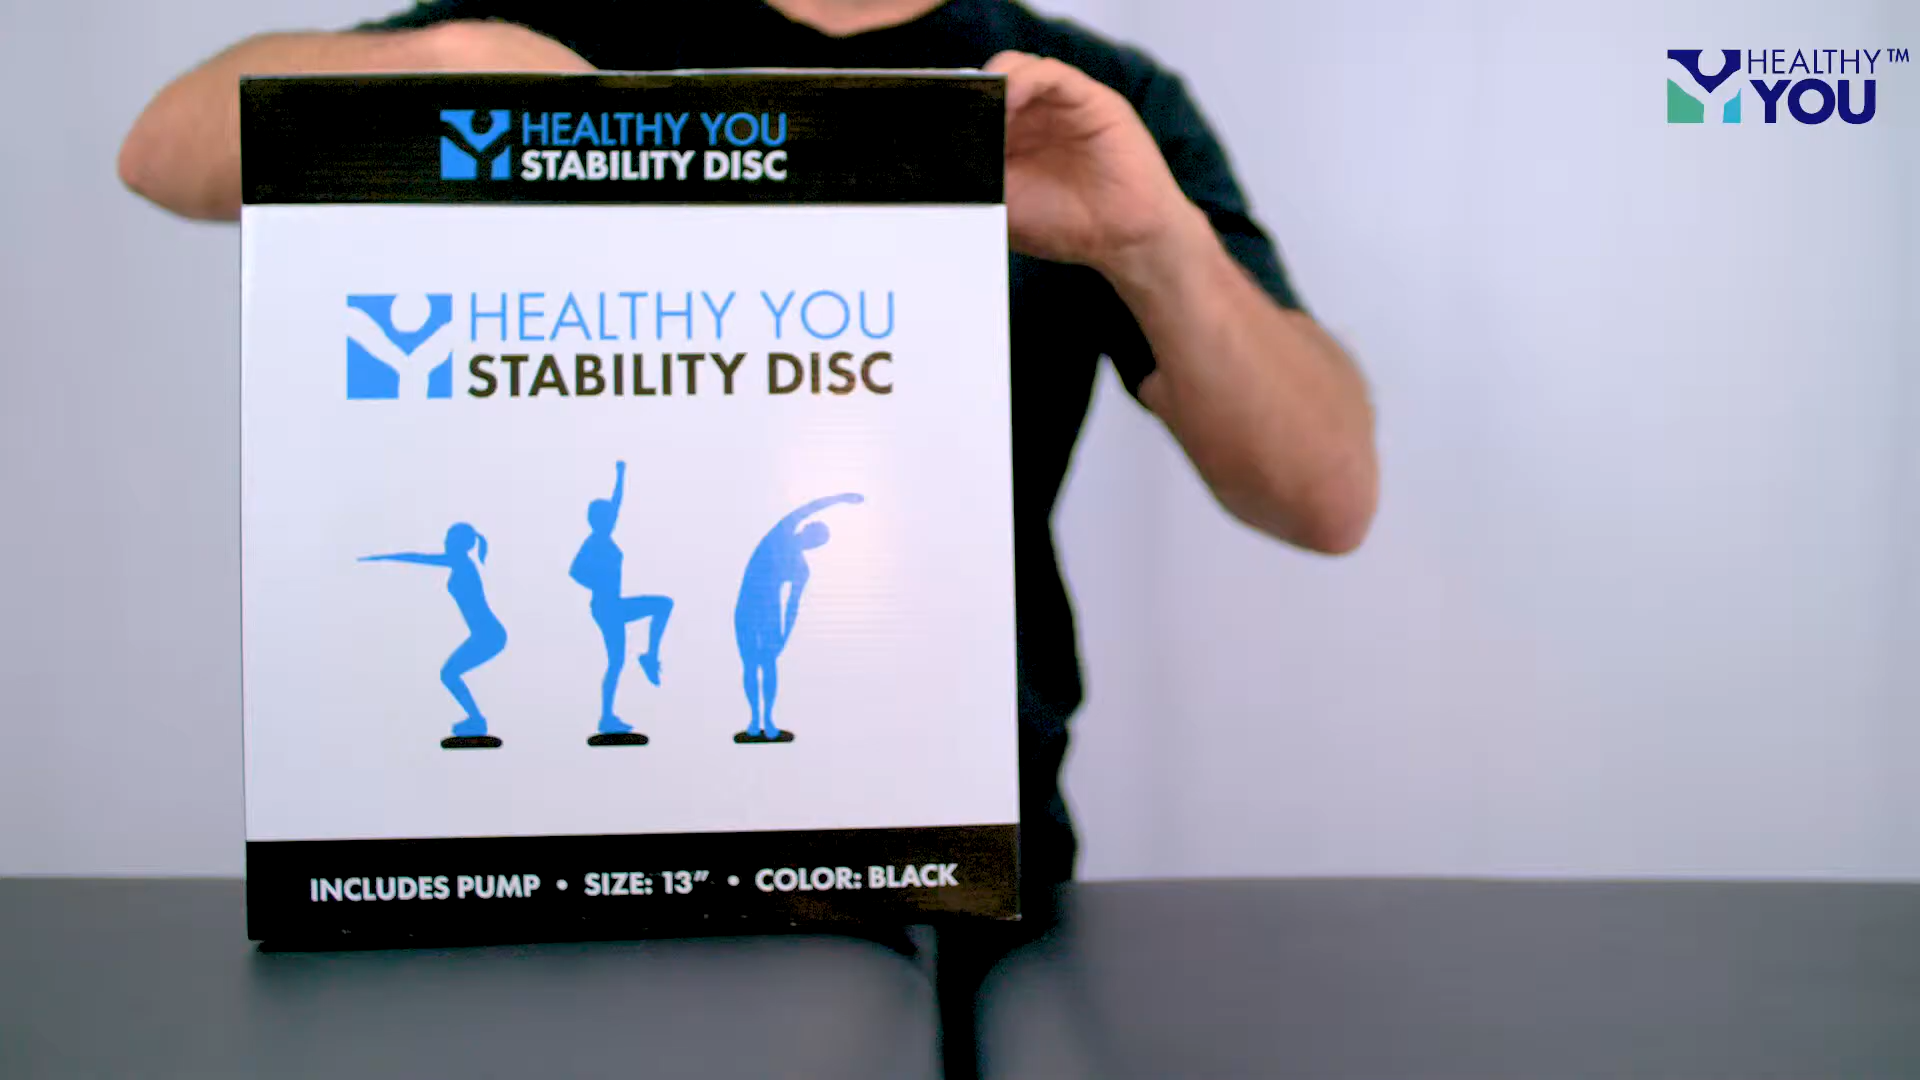 HEALTHY YOU
STABILITY DISC
HEALTHY YOU
STABILITY DISC
INCLUDES PUMP • SIZE: 13" • COLOR: BLACK
HEALTHY™
YOU